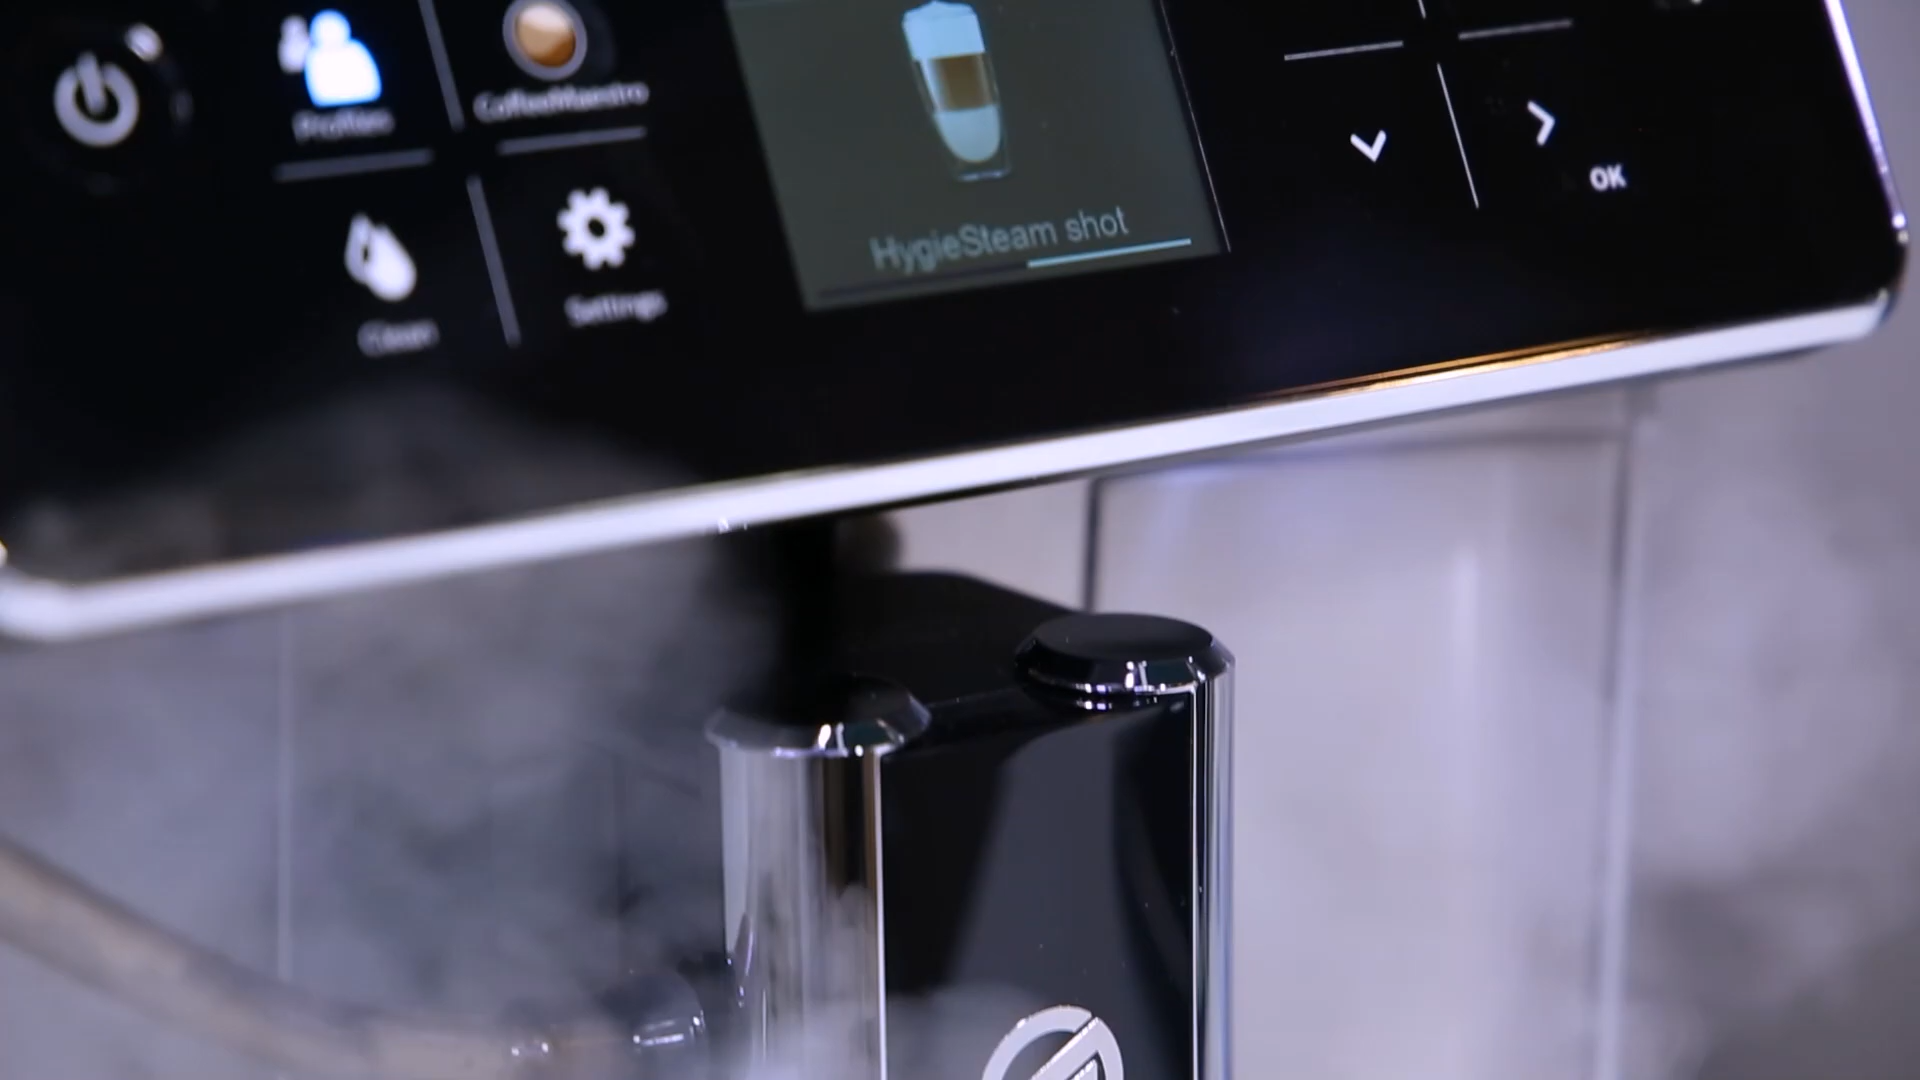 Profiles
CoffeeMaestro
Clean
Settings
HygieSteam shot
OK